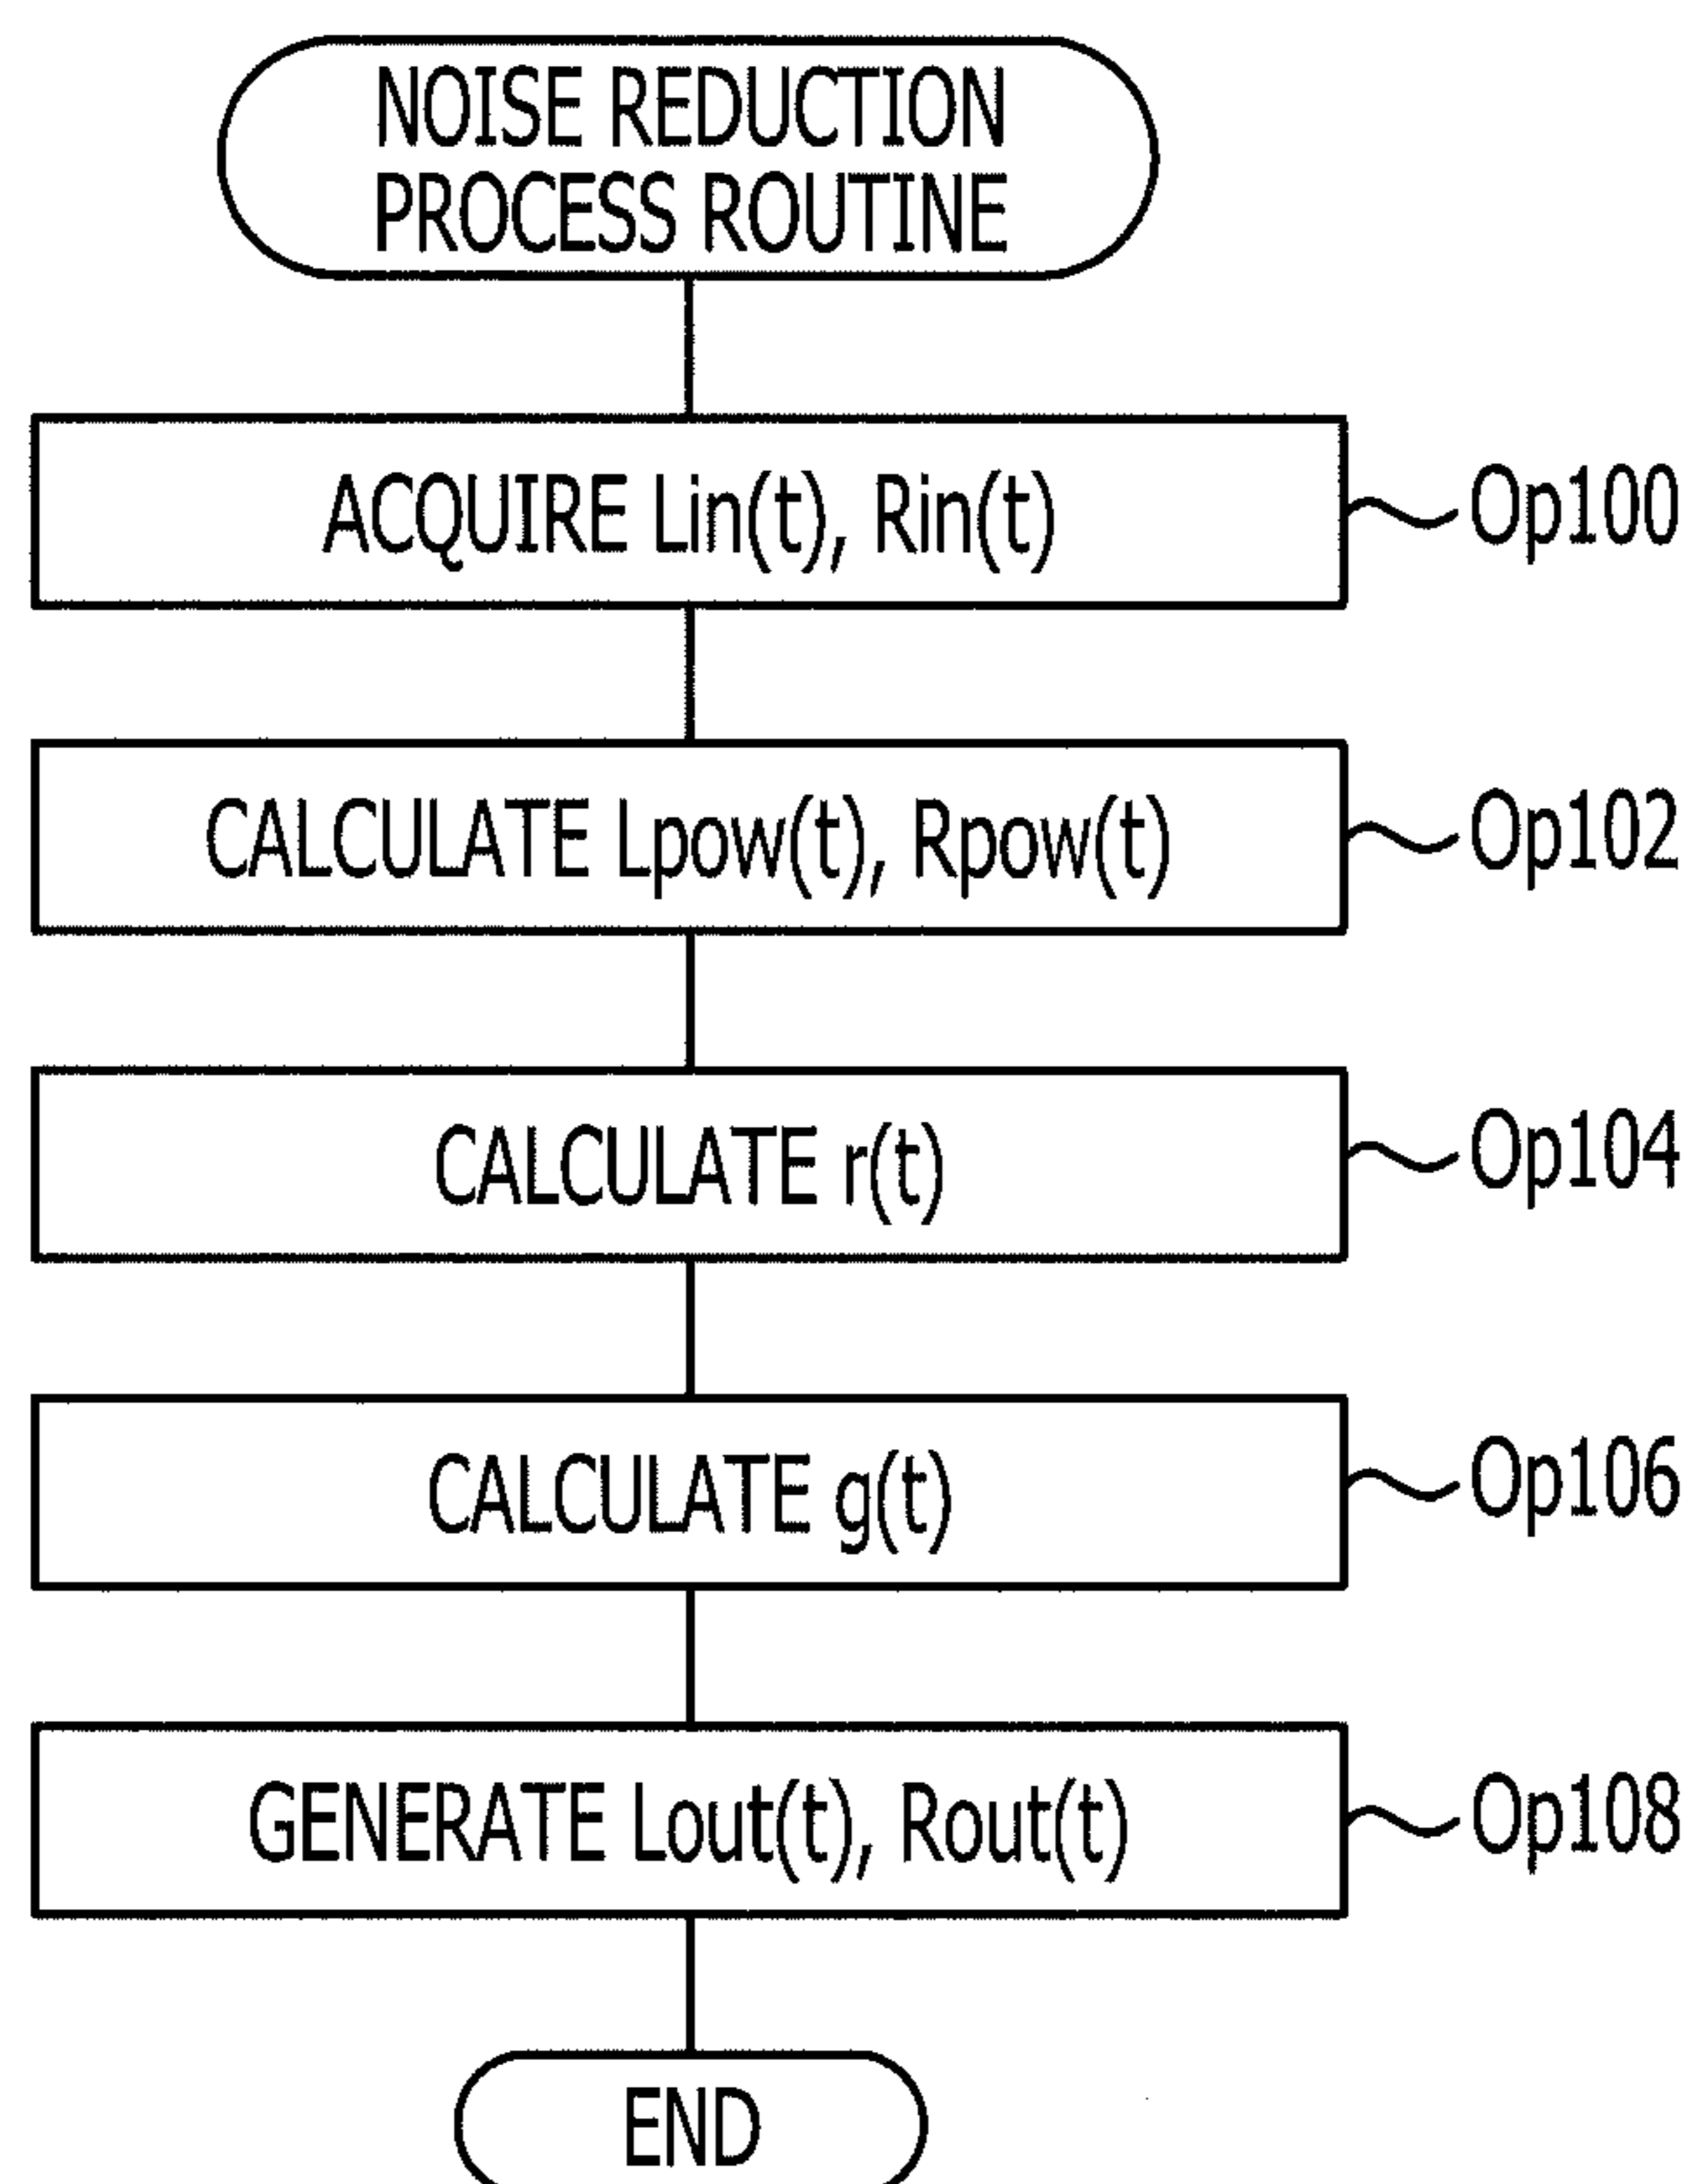 NOISE REDUCTION
PROCESS ROUTINE
ACQUIRE Lin(t), Rin(t)
Op100
CALCULATE Lpow(t), Rpow(t)
Op102
CALCULATE r(t)
Op104
CALCULATE g(t)
Op106
GENERATE Lout(t), Rout(t)
Op108
END